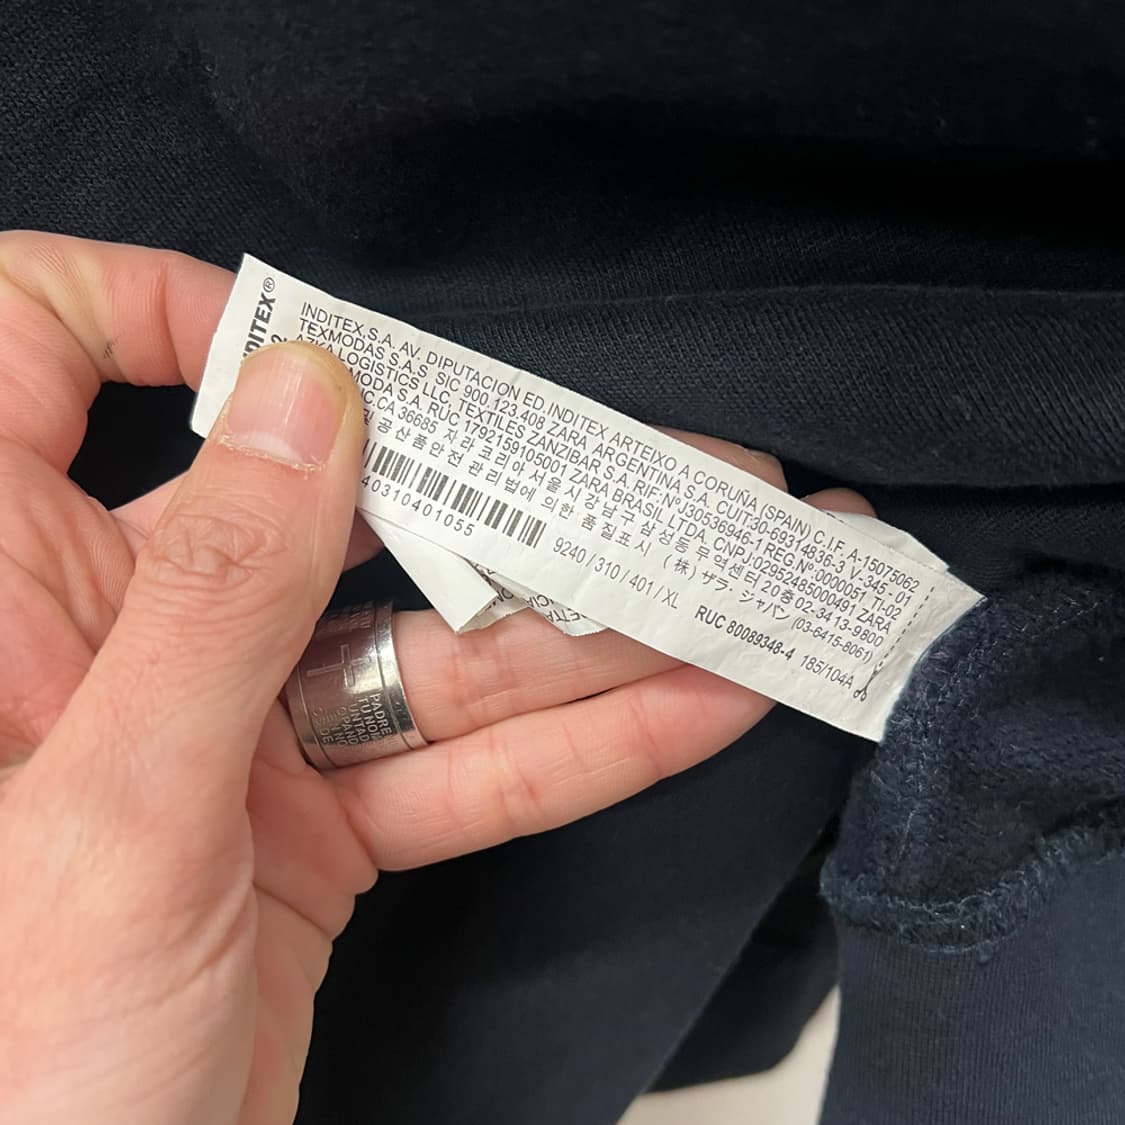 INDITEX, S.A. AV. DIPUTACION ED. INDITEX ARTEIXO A CORUÑA (SPAIN) C.I.F. A-15075062
TEXMODAS S.A.S. SIC 900.123.408 ZARA ARGENTINA S.A. CUIT:30-69314836-3 V.-345 - 01
LOGISTICS LLC, TEXTILES ZANZIBAR S.A. RIF: Nº J30536946-1 REG.Nº:0000051 TI-02
MODA S.A. RUC 1792159105001 ZARA BRASIL LTDA. CNPJ:02952485000491 ZARA
CA 36685 자라 코리아 서울시 강남구 삼성동 무역센터 20층 02-3413-9800
공산품안전 관리법에 의한 품질표시 (株) ザラ・ジャパン (03-6415-8061)
40310401055
9240 / 310 / 401 / XL
RUC 80089348-4
185/104A
PADRE
TU NOM